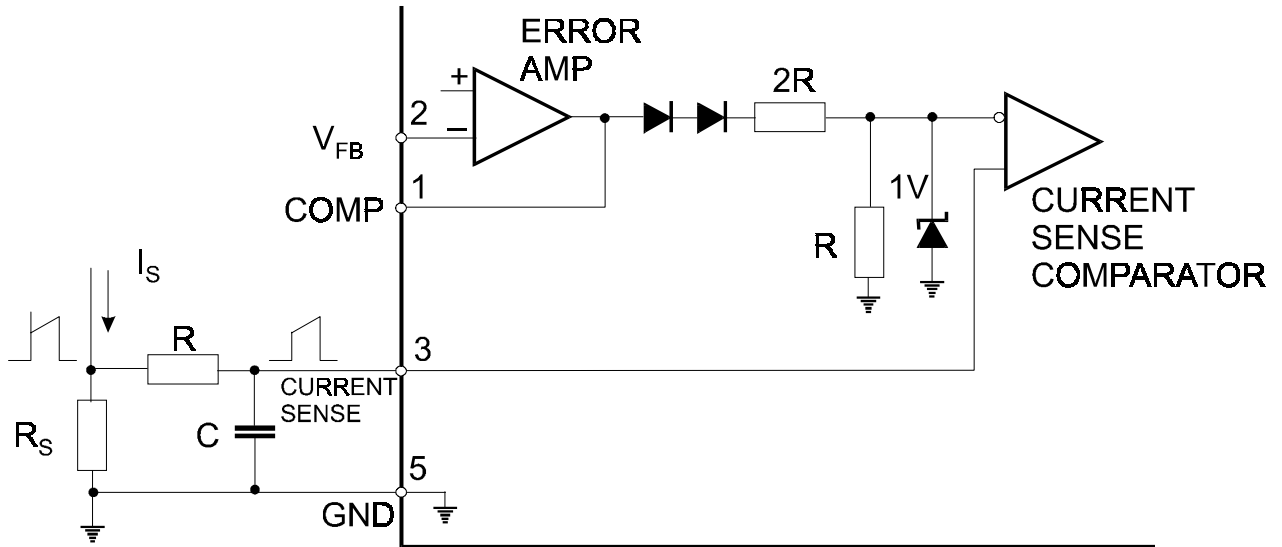 ERROR
AMP
2R
+
2
−
V_FB
1
COMP
1V
R
CURRENT
SENSE
COMPARATOR
I_S
R
3
CURRENT
SENSE
R_S
C
5
GND